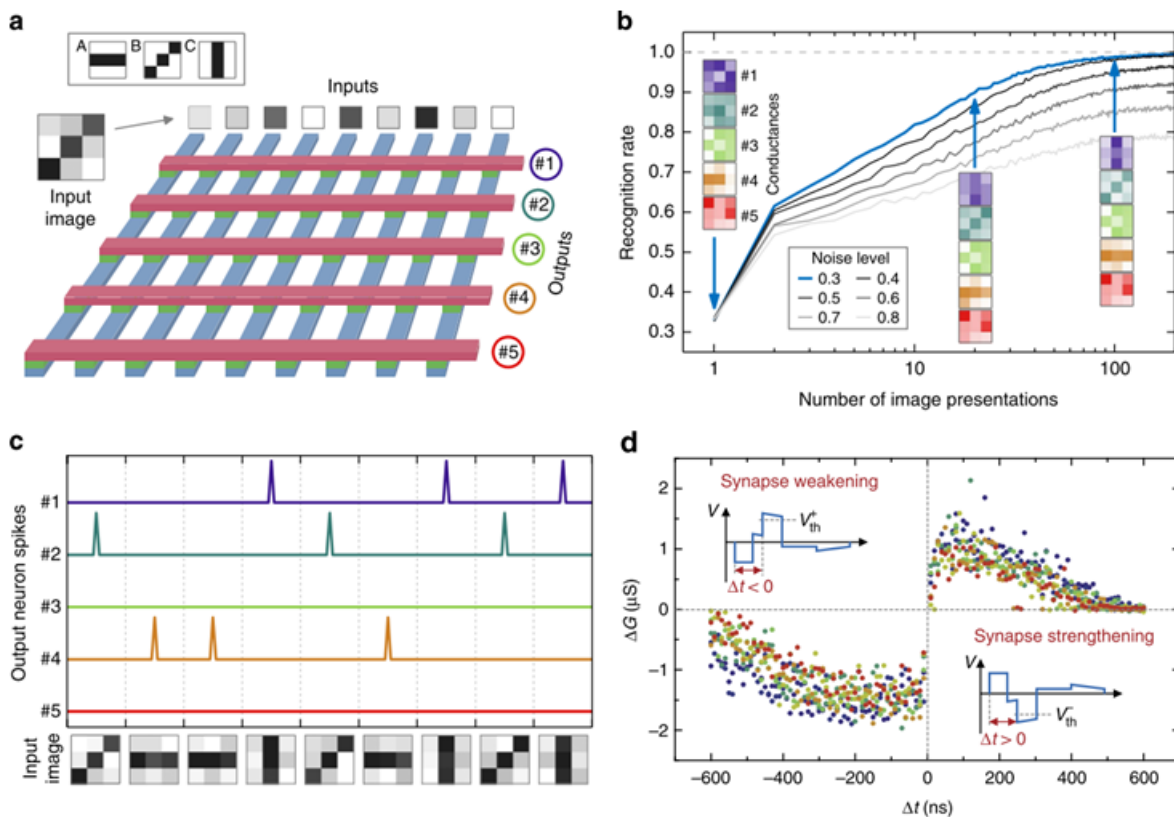 a
A B C
Inputs
Input
image
#1
#2
#3
#4
#5
Outputs
b
Recognition rate
1.0
0.9
0.8
0.7
0.6
0.5
0.4
0.3
#1
#2
#3
#4
#5
Conductances
Noise level
0.3 0.4
0.5 0.6
0.7 0.8
1 10 100
Number of image presentations
c
Output neuron spikes
#1
#2
#3
#4
#5
Input
image
d
ΔG (μS)
2
1
0
−1
−2
Synapse weakening
V
V+th
Δt < 0
Synapse strengthening
V
V−th
Δt > 0
−600 −400 −200 0 200 400 600
Δt (ns)